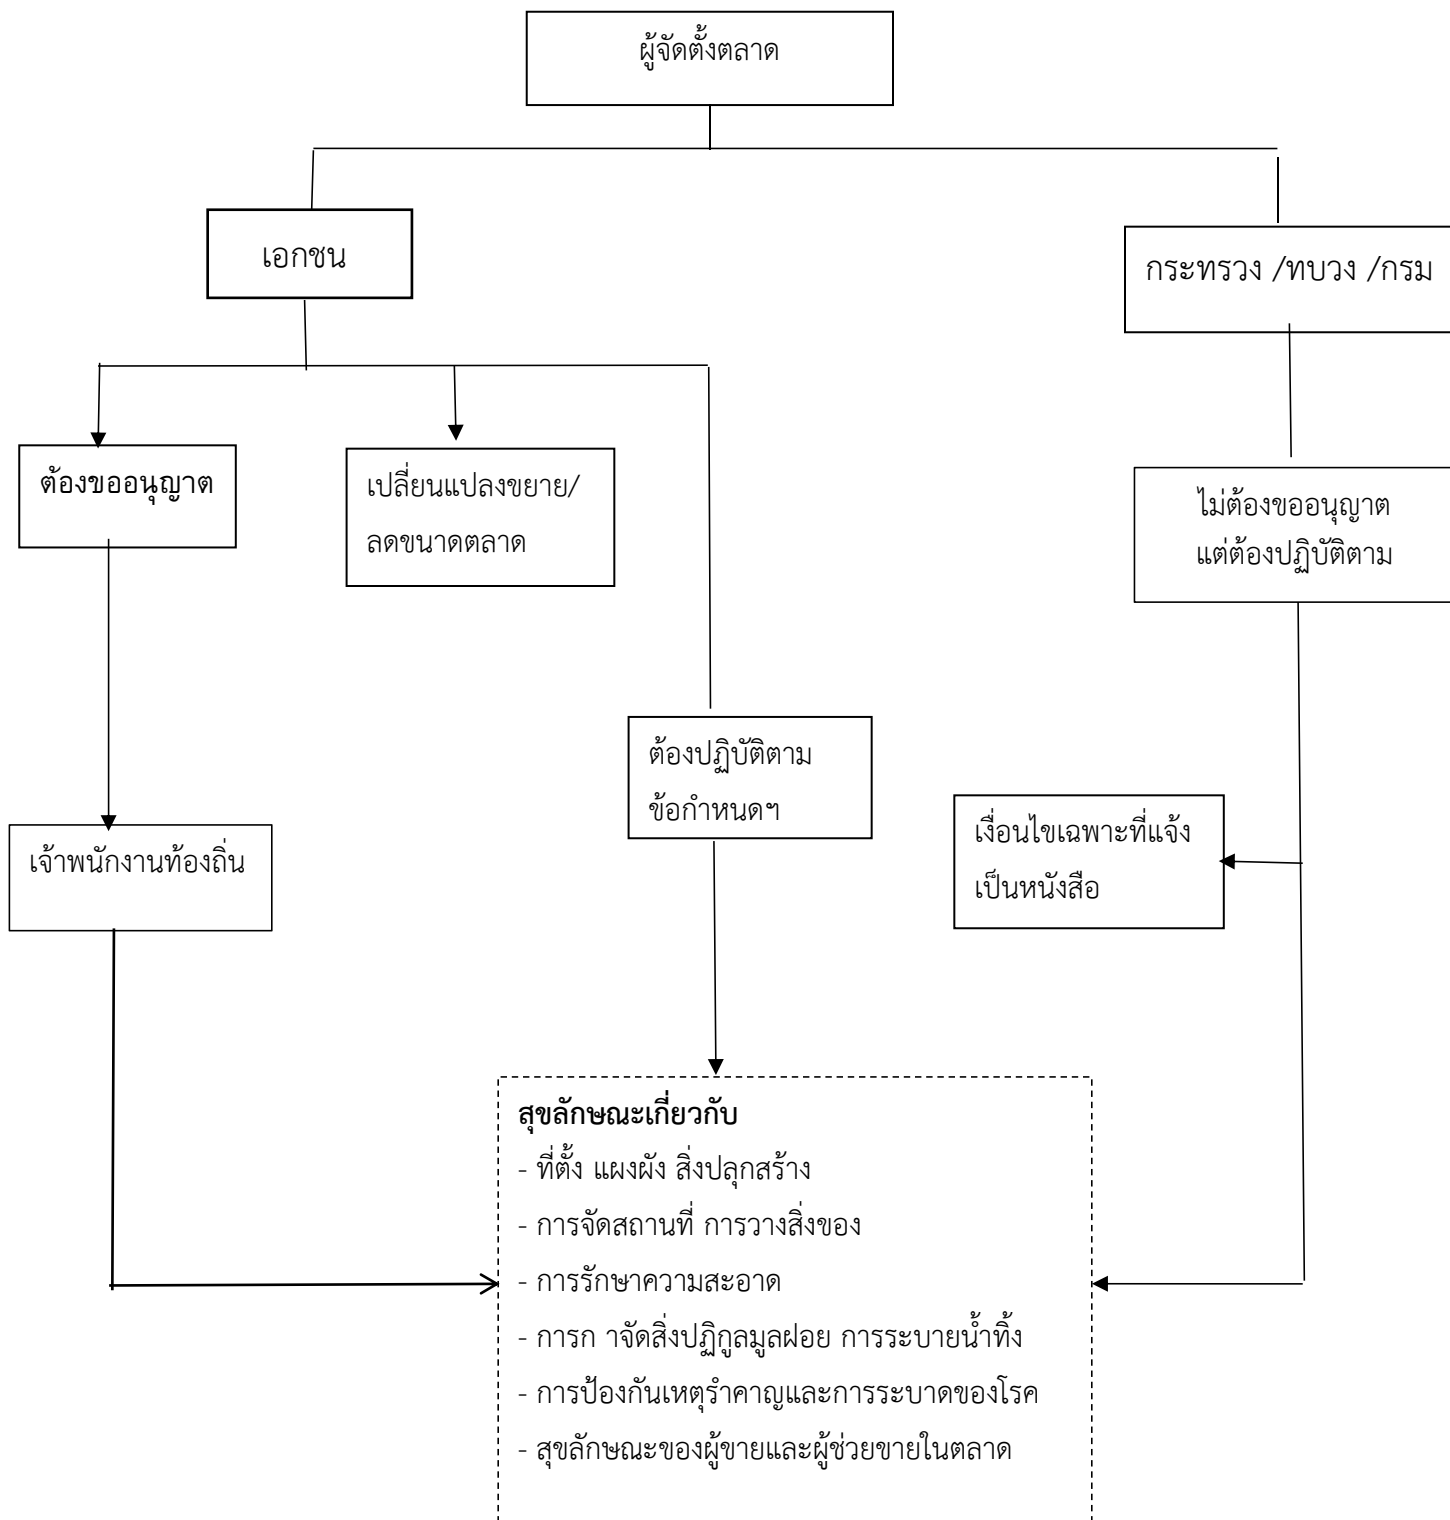 ผู้จัดตั้งตลาด
เอกชน
กระทรวง /ทบวง /กรม
ต้องขออนุญาต
เปลี่ยนแปลงขยาย/
ลดขนาดตลาด
ไม่ต้องขออนุญาต
แต่ต้องปฏิบัติตาม
ต้องปฏิบัติตาม
ข้อกำหนดฯ
เจ้าพนักงานท้องถิ่น
เงื่อนไขเฉพาะที่แจ้ง
เป็นหนังสือ
สุขลักษณะเกี่ยวกับ
- ที่ตั้ง แผงผัง สิ่งปลุกสร้าง
- การจัดสถานที่ การวางสิ่งของ
- การรักษาความสะอาด
- การก าจัดสิ่งปฏิกูลมูลฝอย การระบายน้ำทิ้ง
- การป้องกันเหตุรำคาญและการระบาดของโรค
- สุขลักษณะของผู้ขายและผู้ช่วยขายในตลาด